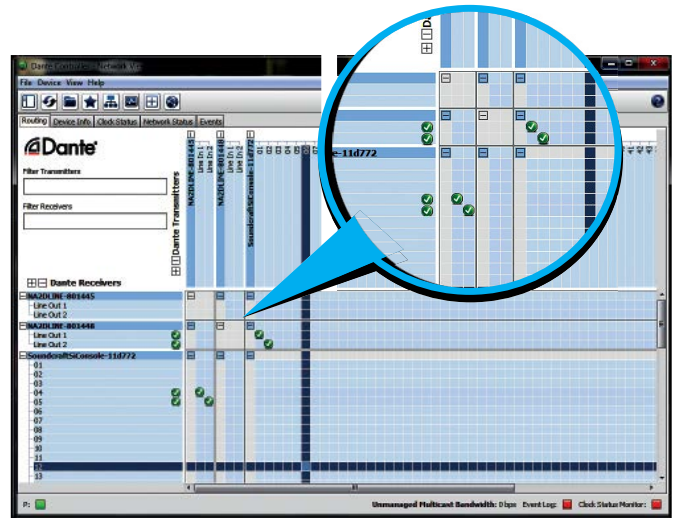 Dante Controller - Network View
File Device View Help
Routing Device Info Clock Status Network Status Events
Dante
Filter Transmitters
Filter Receivers
Dante Transmitters
NA2DLINE-801445
Line In 1
Line In 2
NA2DLINE-801448
Line In 1
Line In 2
SoundcraftSiConsole-11d772
01
02
03
04
05
07
41
42
Dante Receivers
NA2DLINE-801445
Line Out 1
Line Out 2
NA2DLINE-801448
Line Out 1
Line Out 2
SoundcraftSiConsole-11d772
01
02
03
04
05
06
07
08
09
10
11
12
13
e-11d772
P:
Unmanaged Multicast Bandwidth: 0 bps Event Log: Clock Status Monitor: